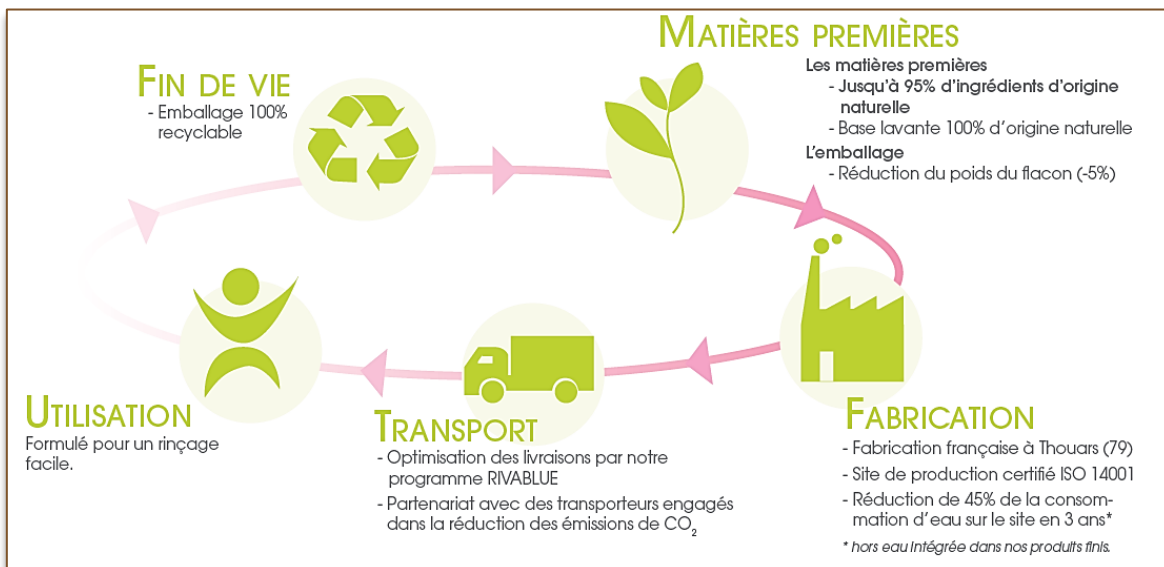 MATIÈRES PREMIÈRES
Les matières premières
- Jusqu'à 95% d'ingrédients d'origine
naturelle
- Base lavante 100% d'origine naturelle
L'emballage
- Réduction du poids du flacon (-5%)
FIN DE VIE
- Emballage 100%
recyclable
UTILISATION
Formulé pour un rinçage
facile.
TRANSPORT
- Optimisation des livraisons par notre
programme RIVABLUE
- Partenariat avec des transporteurs engagés
dans la réduction des émissions de CO₂
FABRICATION
- Fabrication française à Thouars (79)
- Site de production certifié ISO 14001
- Réduction de 45% de la consom-
mation d'eau sur le site en 3 ans*
* hors eau intégrée dans nos produits finis.